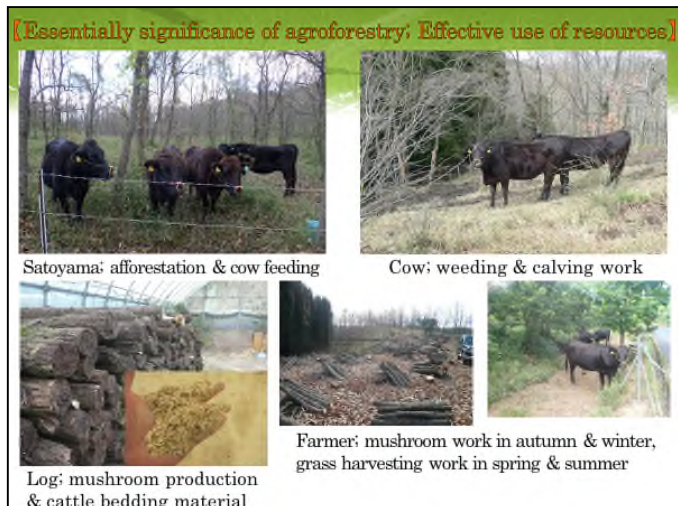 【Essentially significance of agroforestry; Effective use of resources】
Satoyama; afforestation & cow feeding
Cow; weeding & calving work
Farmer; mushroom work in autumn & winter,
grass harvesting work in spring & summer
Log; mushroom production
& cattle bedding material